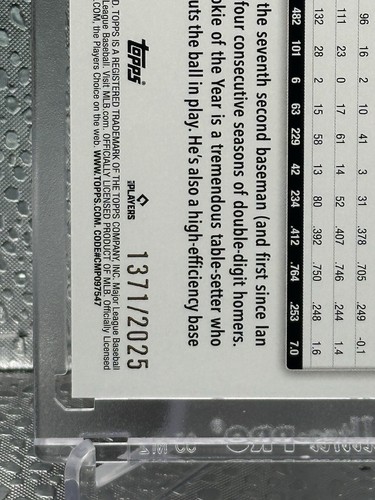 96 16 2 10 41 3 31 .378 .705 .249 -0.1
111 23 0 17 61 14 52 .407 .746 .244 1.4
132 28 2 15 58 13 80 .392 .750 .248 1.6
482 101 6 63 229 42 234 .412 .764 .253 7.0
the seventh second baseman (and first since Ian
four consecutive seasons of double-digit homers.
okie of the Year is a tremendous table-setter who
uts the ball in play. He's also a high-efficiency base
topps PLAYERS 1371/2025
D. TOPPS IS A REGISTERED TRADEMARK OF THE TOPPS COMPANY, INC. Major League Baseball
League Baseball. Visit MLB.com. OFFICIALLY LICENSED PRODUCT OF MLB. Officially Licensed
.COM, the Players Choice on the web. WWW.TOPPS.COM. CODE#CMP097547